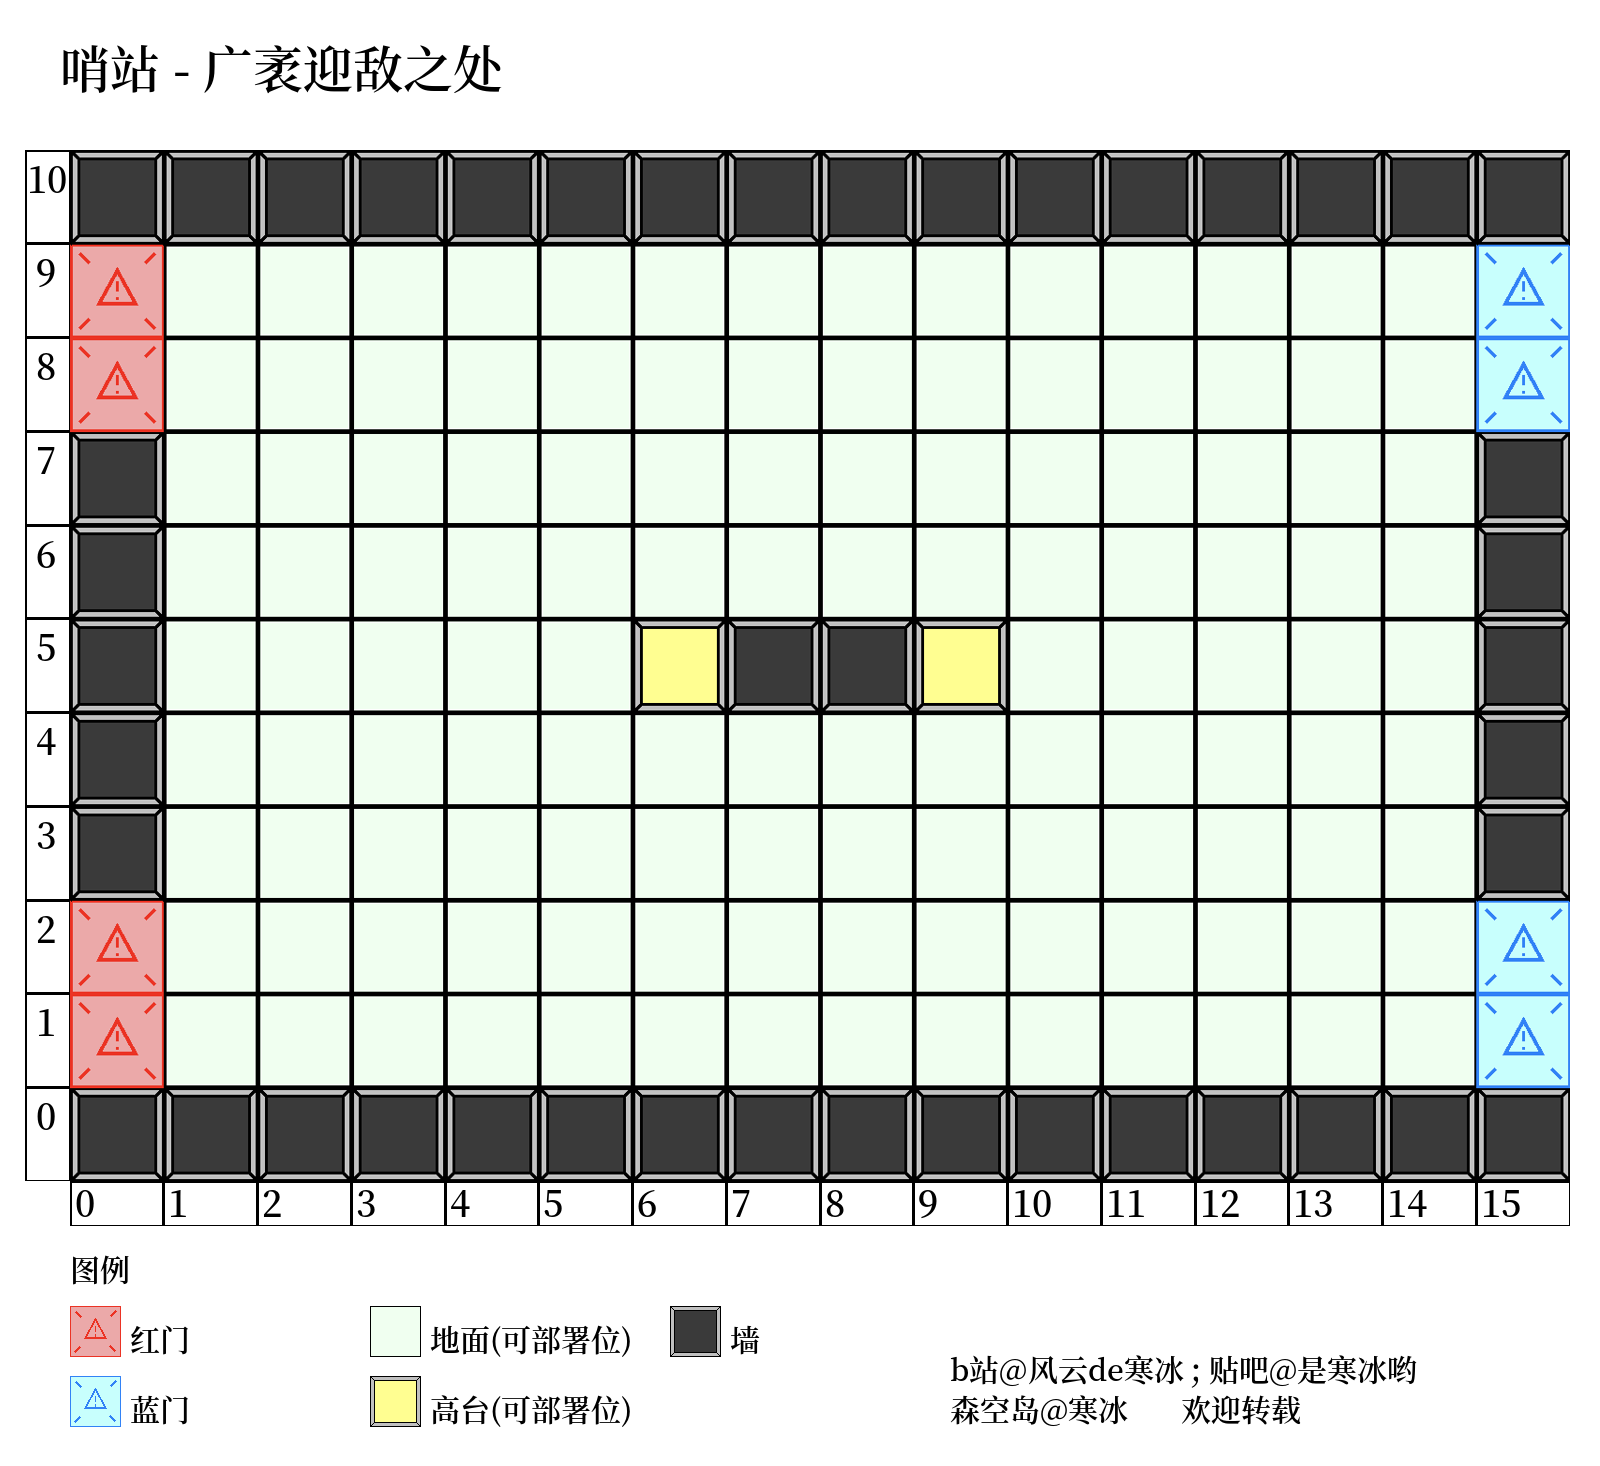 哨站 - 广袤迎敌之处
10
9
8
7
6
5
4
3
2
1
0
0 1 2 3 4 5 6 7 8 9 10 11 12 13 14 15
图例
红门 地面(可部署位) 墙
蓝门 高台(可部署位)
b站@风云de寒冰 ; 贴吧@是寒冰哟
森空岛@寒冰 欢迎转载